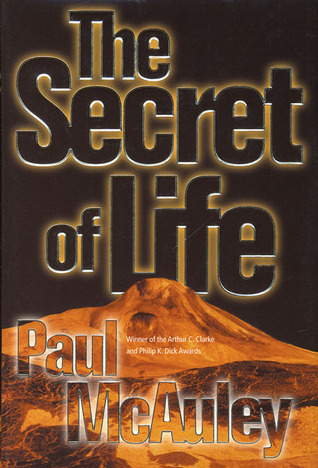 The
Secret
of Life
Paul
Winner of the Arthur C. Clarke
and Philip K. Dick Awards
McAuley